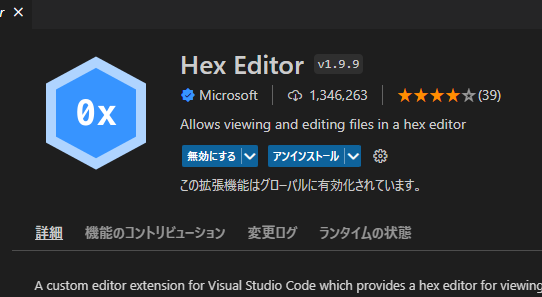 r ×
0x
Hex Editor v1.9.9
Microsoft 1,346,263 (39)
Allows viewing and editing files in a hex editor
無効にする アンインストール
この拡張機能はグローバルに有効化されています。
詳細 機能のコントリビューション 変更ログ ランタイムの状態
A custom editor extension for Visual Studio Code which provides a hex editor for viewing